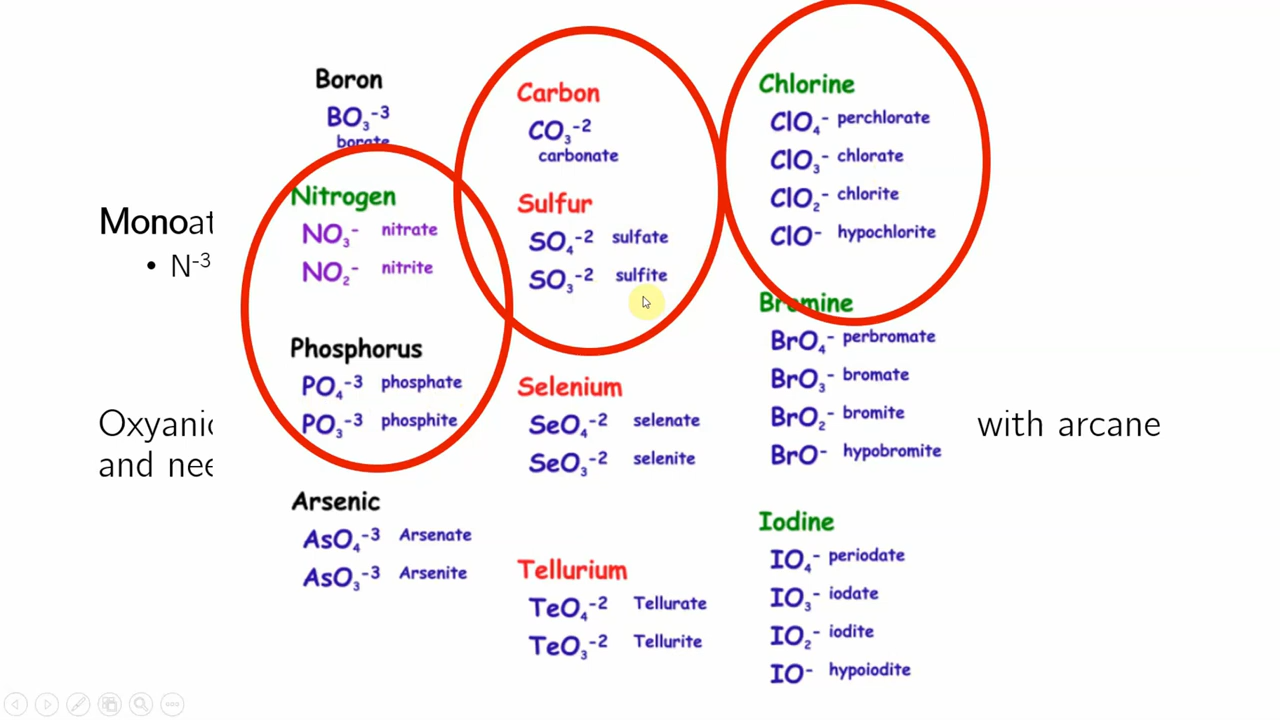 Boron
BO₃⁻³
borate
Nitrogen
NO₃⁻ nitrate
NO₂⁻ nitrite
Phosphorus
PO₄⁻³ phosphate
PO₃⁻³ phosphite
Arsenic
AsO₄⁻³ Arsenate
AsO₃⁻³ Arsenite
Carbon
CO₃⁻²
carbonate
Sulfur
SO₄⁻² sulfate
SO₃⁻² sulfite
Selenium
SeO₄⁻² selenate
SeO₃⁻² selenite
Tellurium
TeO₄⁻² Tellurate
TeO₃⁻² Tellurite
Chlorine
ClO₄⁻ perchlorate
ClO₃⁻ chlorate
ClO₂⁻ chlorite
ClO⁻ hypochlorite
Bromine
BrO₄⁻ perbromate
BrO₃⁻ bromate
BrO₂⁻ bromite
BrO⁻ hypobromite
Iodine
IO₄⁻ periodate
IO₃⁻ iodate
IO₂⁻ iodite
IO⁻ hypoiodite
Monoat
• N⁻³
Oxyanic with arcane
and nee